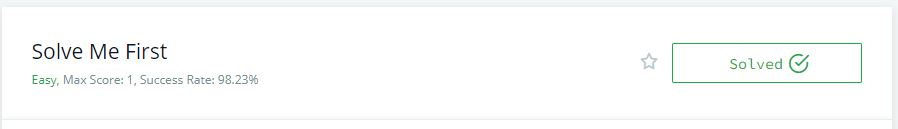 Solve Me First
Easy, Max Score: 1, Success Rate: 98.23%
Solved